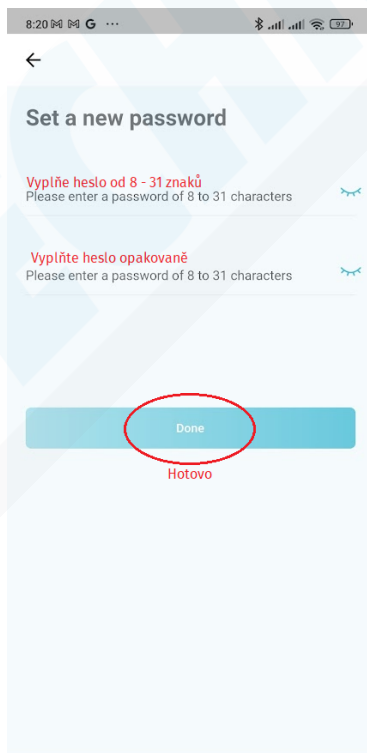 8:20 G ...
97
Set a new password
Vyplňe heslo od 8 - 31 znaků
Please enter a password of 8 to 31 characters
Vyplňte heslo opakovaně
Please enter a password of 8 to 31 characters
Done
Hotovo